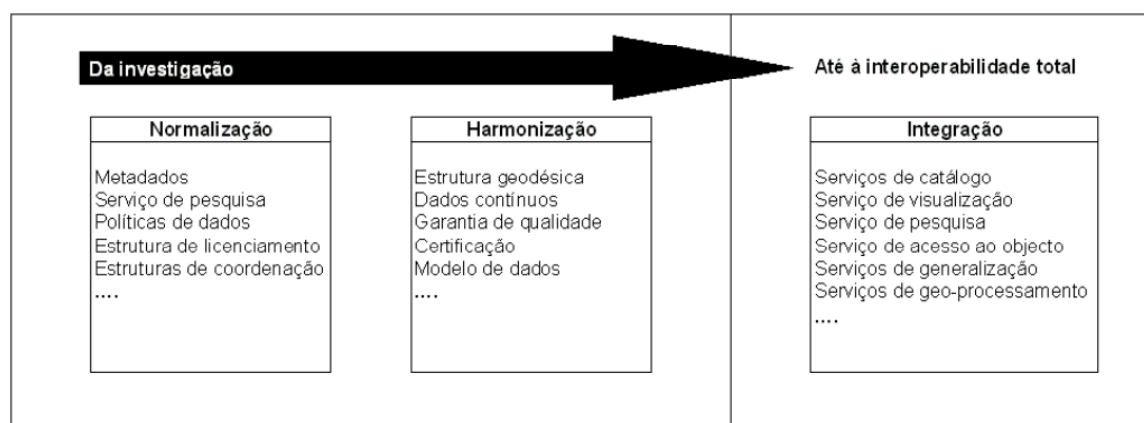 Da investigação
Até à interoperabilidade total
Normalização
Metadados
Serviço de pesquisa
Políticas de dados
Estrutura de licenciamento
Estruturas de coordenação
....
Harmonização
Estrutura geodésica
Dados contínuos
Garantia de qualidade
Certificação
Modelo de dados
....
Integração
Serviços de catálogo
Serviço de visualização
Serviço de pesquisa
Serviço de acesso ao objecto
Serviços de generalização
Serviços de geo-processamento
....